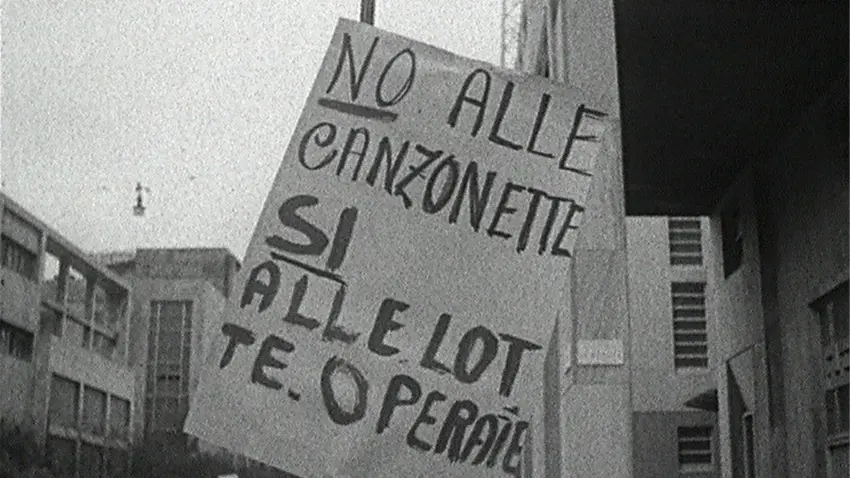 NO ALLE
CANZONETTE
SI
ALLE LOT
TE. OPERAIE